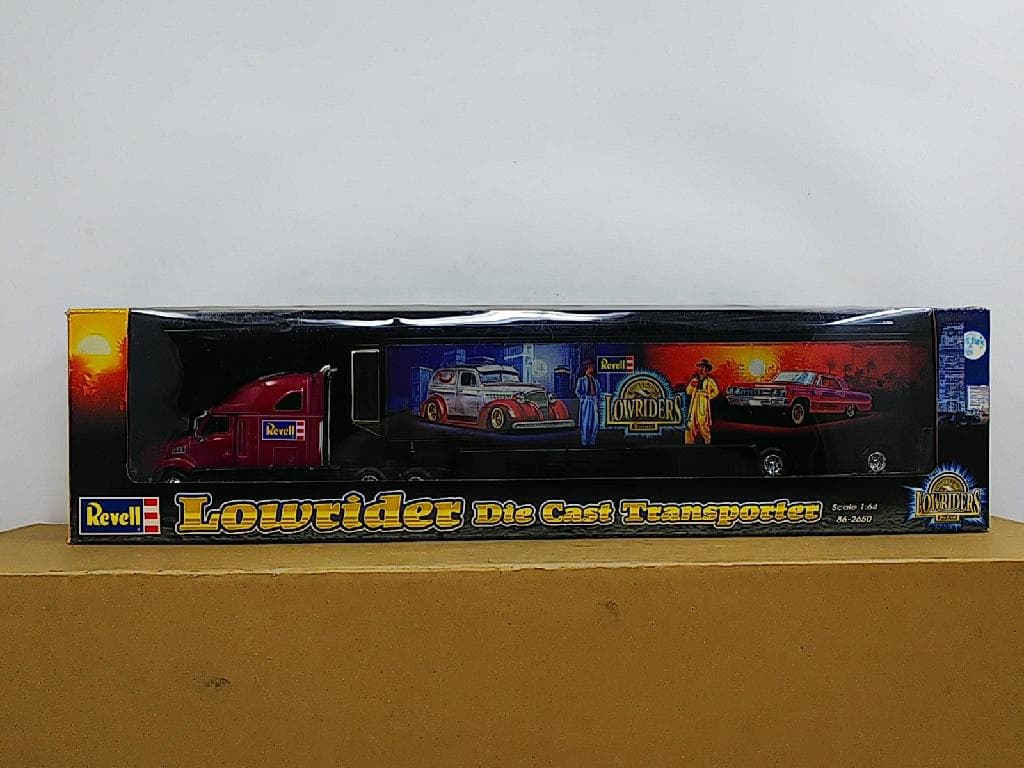 Revell
LOWRIDERS
Revell
Revell
Lowrider Die Cast Transporter
Scale 1:64
86-2650
LOWRIDERS